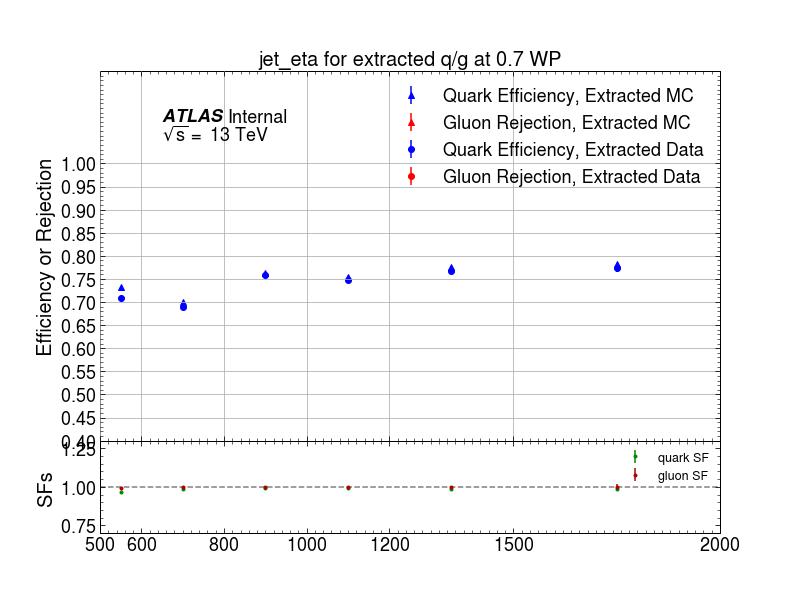 jet_eta for extracted q/g at 0.7 WP
ATLAS Internal
√s = 13 TeV
Quark Efficiency, Extracted MC
Gluon Rejection, Extracted MC
Quark Efficiency, Extracted Data
Gluon Rejection, Extracted Data
Efficiency or Rejection
1.00
0.95
0.90
0.85
0.80
0.75
0.70
0.65
0.60
0.55
0.50
0.45
0.40
SFs
1.25
1.00
0.75
quark SF
gluon SF
500 600 800 1000 1200 1500 2000